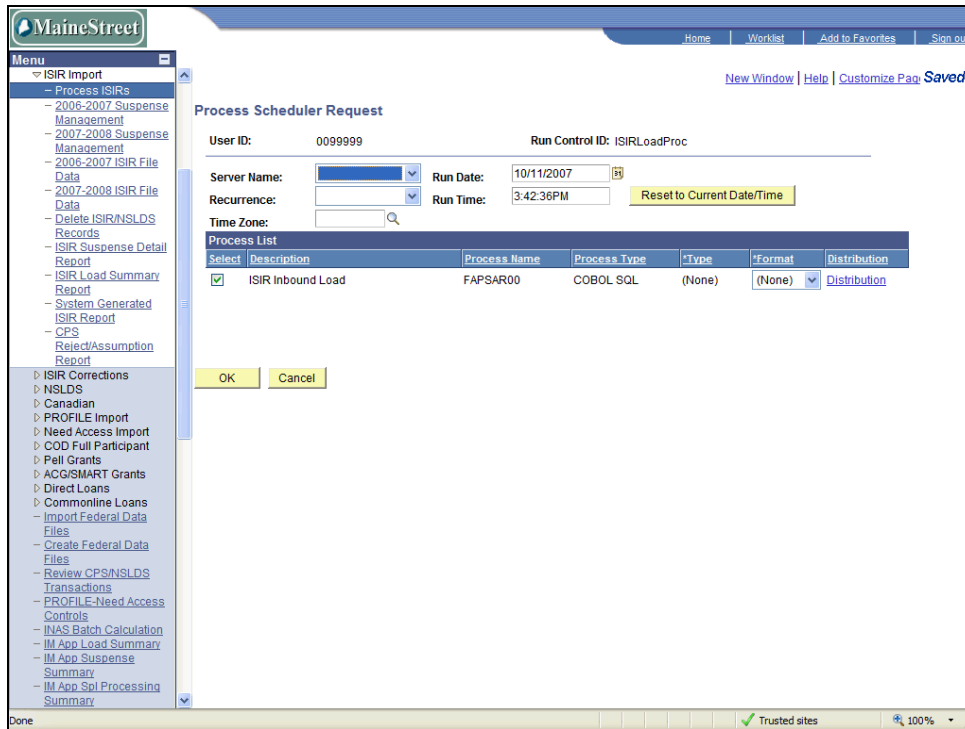 MaineStreet
Home Worklist Add to Favorites Sign ou
Menu
ISIR Import
Process ISIRs
2006-2007 Suspense
Management
2007-2008 Suspense
Management
2006-2007 ISIR File
Data
2007-2008 ISIR File
Data
Delete ISIR/NSLDS
Records
ISIR Suspense Detail
Report
ISIR Load Summary
Report
System Generated
ISIR Report
CPS
Reject/Assumption
Report
ISIR Corrections
NSLDS
Canadian
PROFILE Import
Need Access Import
COD Full Participant
Pell Grants
ACG/SMART Grants
Direct Loans
Commonline Loans
Import Federal Data
Files
Create Federal Data
Files
Review CPS/NSLDS
Transactions
PROFILE-Need Access
Controls
INAS Batch Calculation
IM App Load Summary
IM App Suspense
Summary
IM App Spl Processing
Summary
New Window | Help | Customize Pag Saved
Process Scheduler Request
User ID: 0099999 Run Control ID: ISIRLoadProc
Server Name: Run Date: 10/11/2007 31
Recurrence: Run Time: 3:42:36PM Reset to Current Date/Time
Time Zone:
Process List
Select Description Process Name Process Type *Type *Format Distribution
ISIR Inbound Load FAPSAR00 COBOL SQL (None) (None) Distribution
OK Cancel
Done Trusted sites 100%